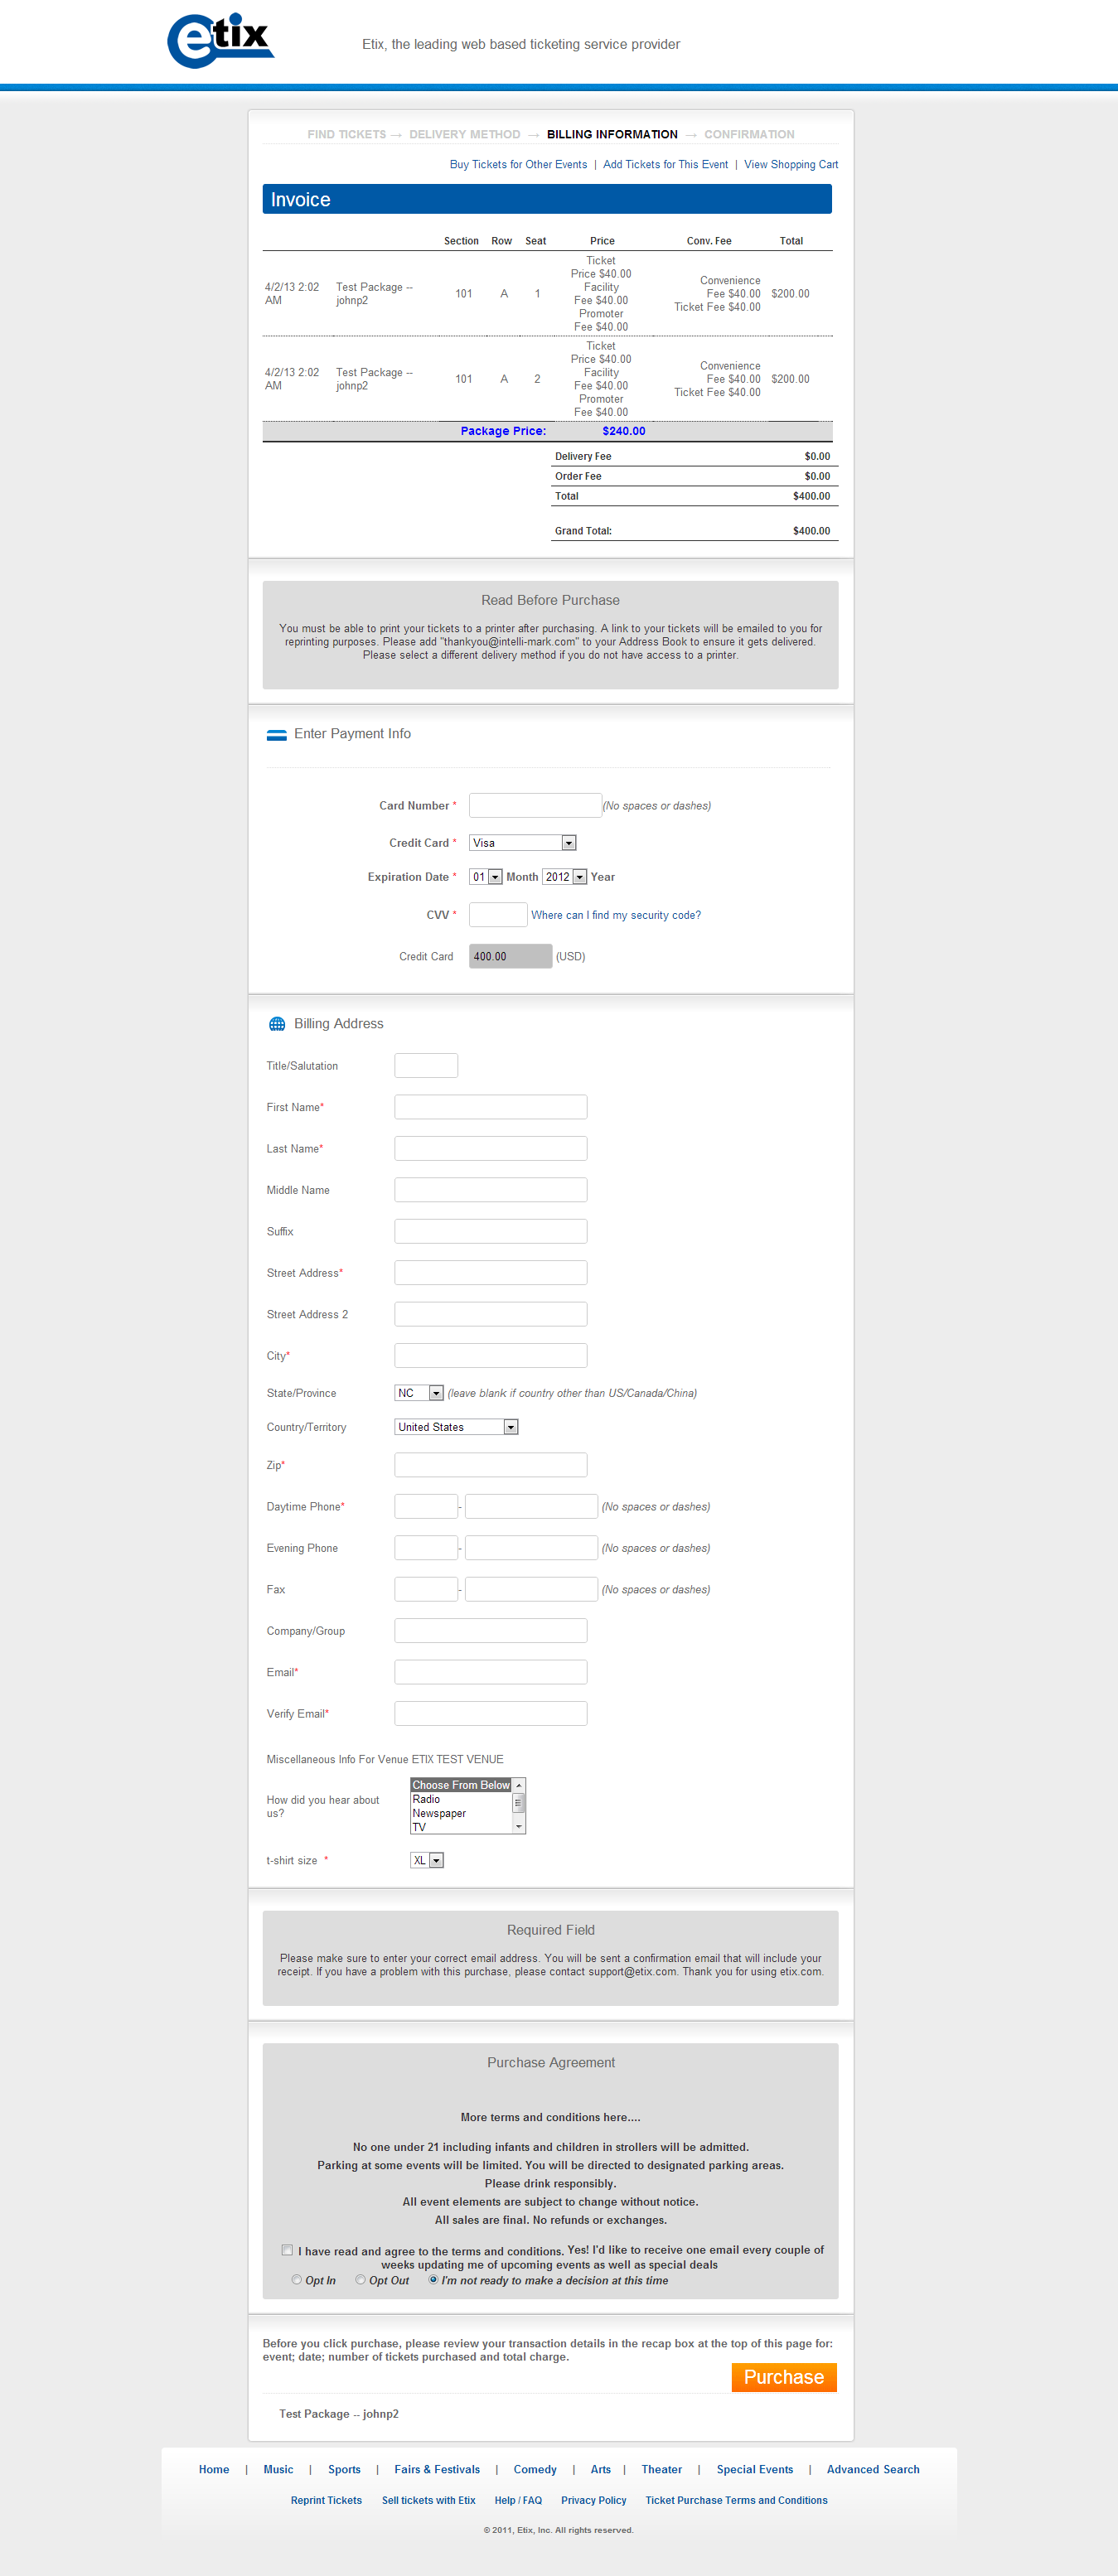 etix
Etix, the leading web based ticketing service provider
FIND TICKETS → DELIVERY METHOD → BILLING INFORMATION → CONFIRMATION
Buy Tickets for Other Events | Add Tickets for This Event | View Shopping Cart
Invoice
Section Row Seat Price Conv. Fee Total
4/2/13 2:02 AM Test Package -- johnp2 101 A 1 Ticket Price $40.00 Facility Fee $40.00 Promoter Fee $40.00 Convenience Fee $40.00 Ticket Fee $40.00 $200.00
4/2/13 2:02 AM Test Package -- johnp2 101 A 2 Ticket Price $40.00 Facility Fee $40.00 Promoter Fee $40.00 Convenience Fee $40.00 Ticket Fee $40.00 $200.00
Package Price: $240.00
Delivery Fee $0.00
Order Fee $0.00
Total $400.00
Grand Total: $400.00
Read Before Purchase
You must be able to print your tickets to a printer after purchasing. A link to your tickets will be emailed to you for
reprinting purposes. Please add "thankyou@intelli-mark.com" to your Address Book to ensure it gets delivered.
Please select a different delivery method if you do not have access to a printer.
Enter Payment Info
Card Number * (No spaces or dashes)
Credit Card * Visa
Expiration Date * 01 Month 2012 Year
CVV * Where can I find my security code?
Credit Card 400.00 (USD)
Billing Address
Title/Salutation
First Name*
Last Name*
Middle Name
Suffix
Street Address*
Street Address 2
City*
State/Province NC (leave blank if country other than US/Canada/China)
Country/Territory United States
Zip*
Daytime Phone* - (No spaces or dashes)
Evening Phone - (No spaces or dashes)
Fax - (No spaces or dashes)
Company/Group
Email*
Verify Email*
Miscellaneous Info For Venue ETIX TEST VENUE
How did you hear about us?
Choose From Below
Radio
Newspaper
TV
t-shirt size * XL
Required Field
Please make sure to enter your correct email address. You will be sent a confirmation email that will include your
receipt. If you have a problem with this purchase, please contact support@etix.com. Thank you for using etix.com.
Purchase Agreement
More terms and conditions here....
No one under 21 including infants and children in strollers will be admitted.
Parking at some events will be limited. You will be directed to designated parking areas.
Please drink responsibly.
All event elements are subject to change without notice.
All sales are final. No refunds or exchanges.
I have read and agree to the terms and conditions. Yes! I'd like to receive one email every couple of
weeks updating me of upcoming events as well as special deals
Opt In Opt Out I'm not ready to make a decision at this time
Before you click purchase, please review your transaction details in the recap box at the top of this page for:
event; date; number of tickets purchased and total charge.
Purchase
Test Package -- johnp2
Home | Music | Sports | Fairs & Festivals | Comedy | Arts | Theater | Special Events | Advanced Search
Reprint Tickets Sell tickets with Etix Help / FAQ Privacy Policy Ticket Purchase Terms and Conditions
© 2011, Etix, Inc. All rights reserved.